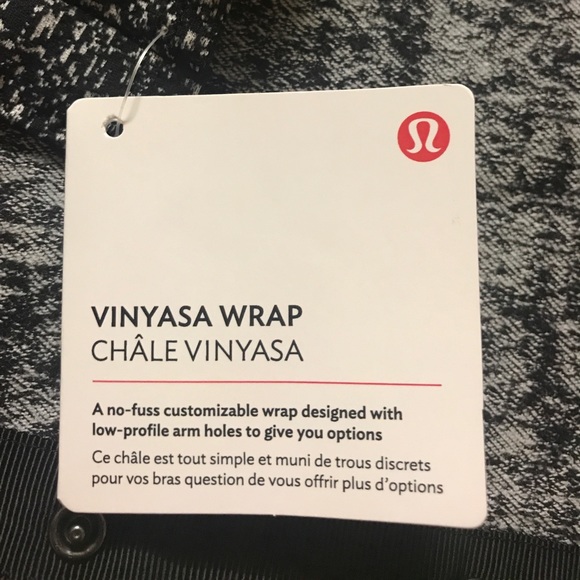 VINYASA WRAP
CHÂLE VINYASA
A no-fuss customizable wrap designed with
low-profile arm holes to give you options
Ce châle est tout simple et muni de trous discrets
pour vos bras question de vous offrir plus d'options